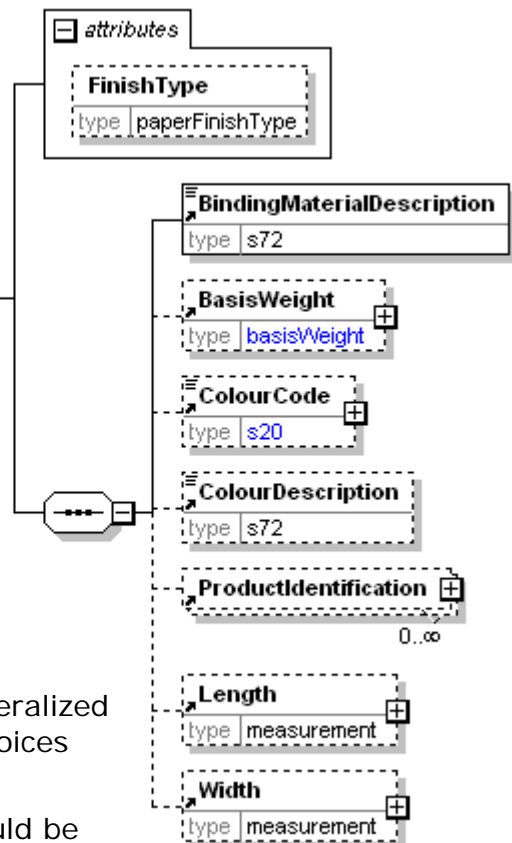 attributes
FinishType
type paperFinishType
BindingMaterialDescription
type s72
BasisWeight
type basisWeight
ColourCode
type s20
ColourDescription
type s72
ProductIdentification
0..∞
eralized
Length
type measurement
oices
Width
uld be
type measurement